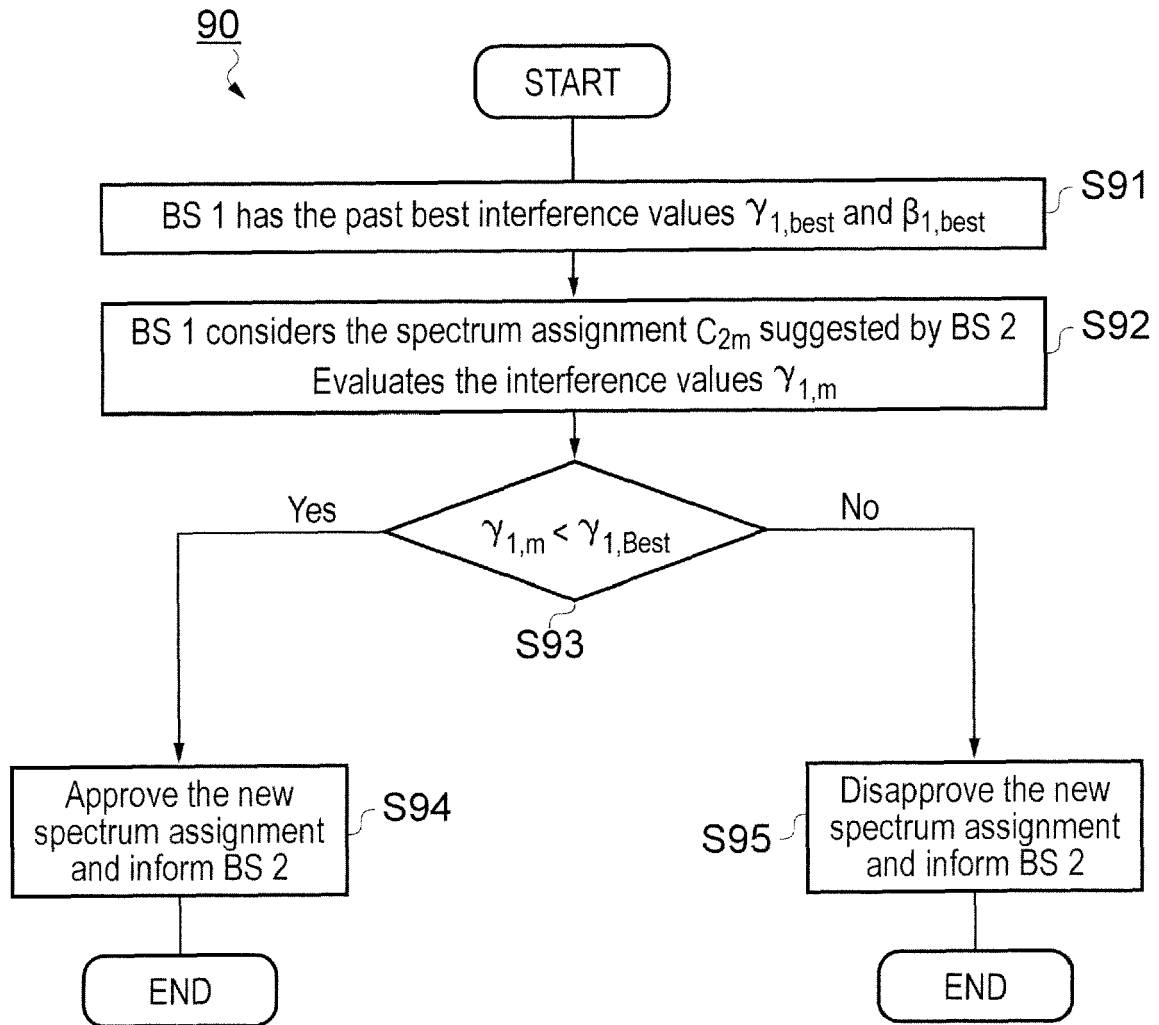 90
START
BS 1 has the past best interference values γ1,best and β1,best
S91
BS 1 considers the spectrum assignment C2m suggested by BS 2
Evaluates the interference values γ1,m
S92
Yes
γ1,m < γ1,Best
No
S93
Approve the new
spectrum assignment
and inform BS 2
S94
Disapprove the new
spectrum assignment
and inform BS 2
S95
END
END